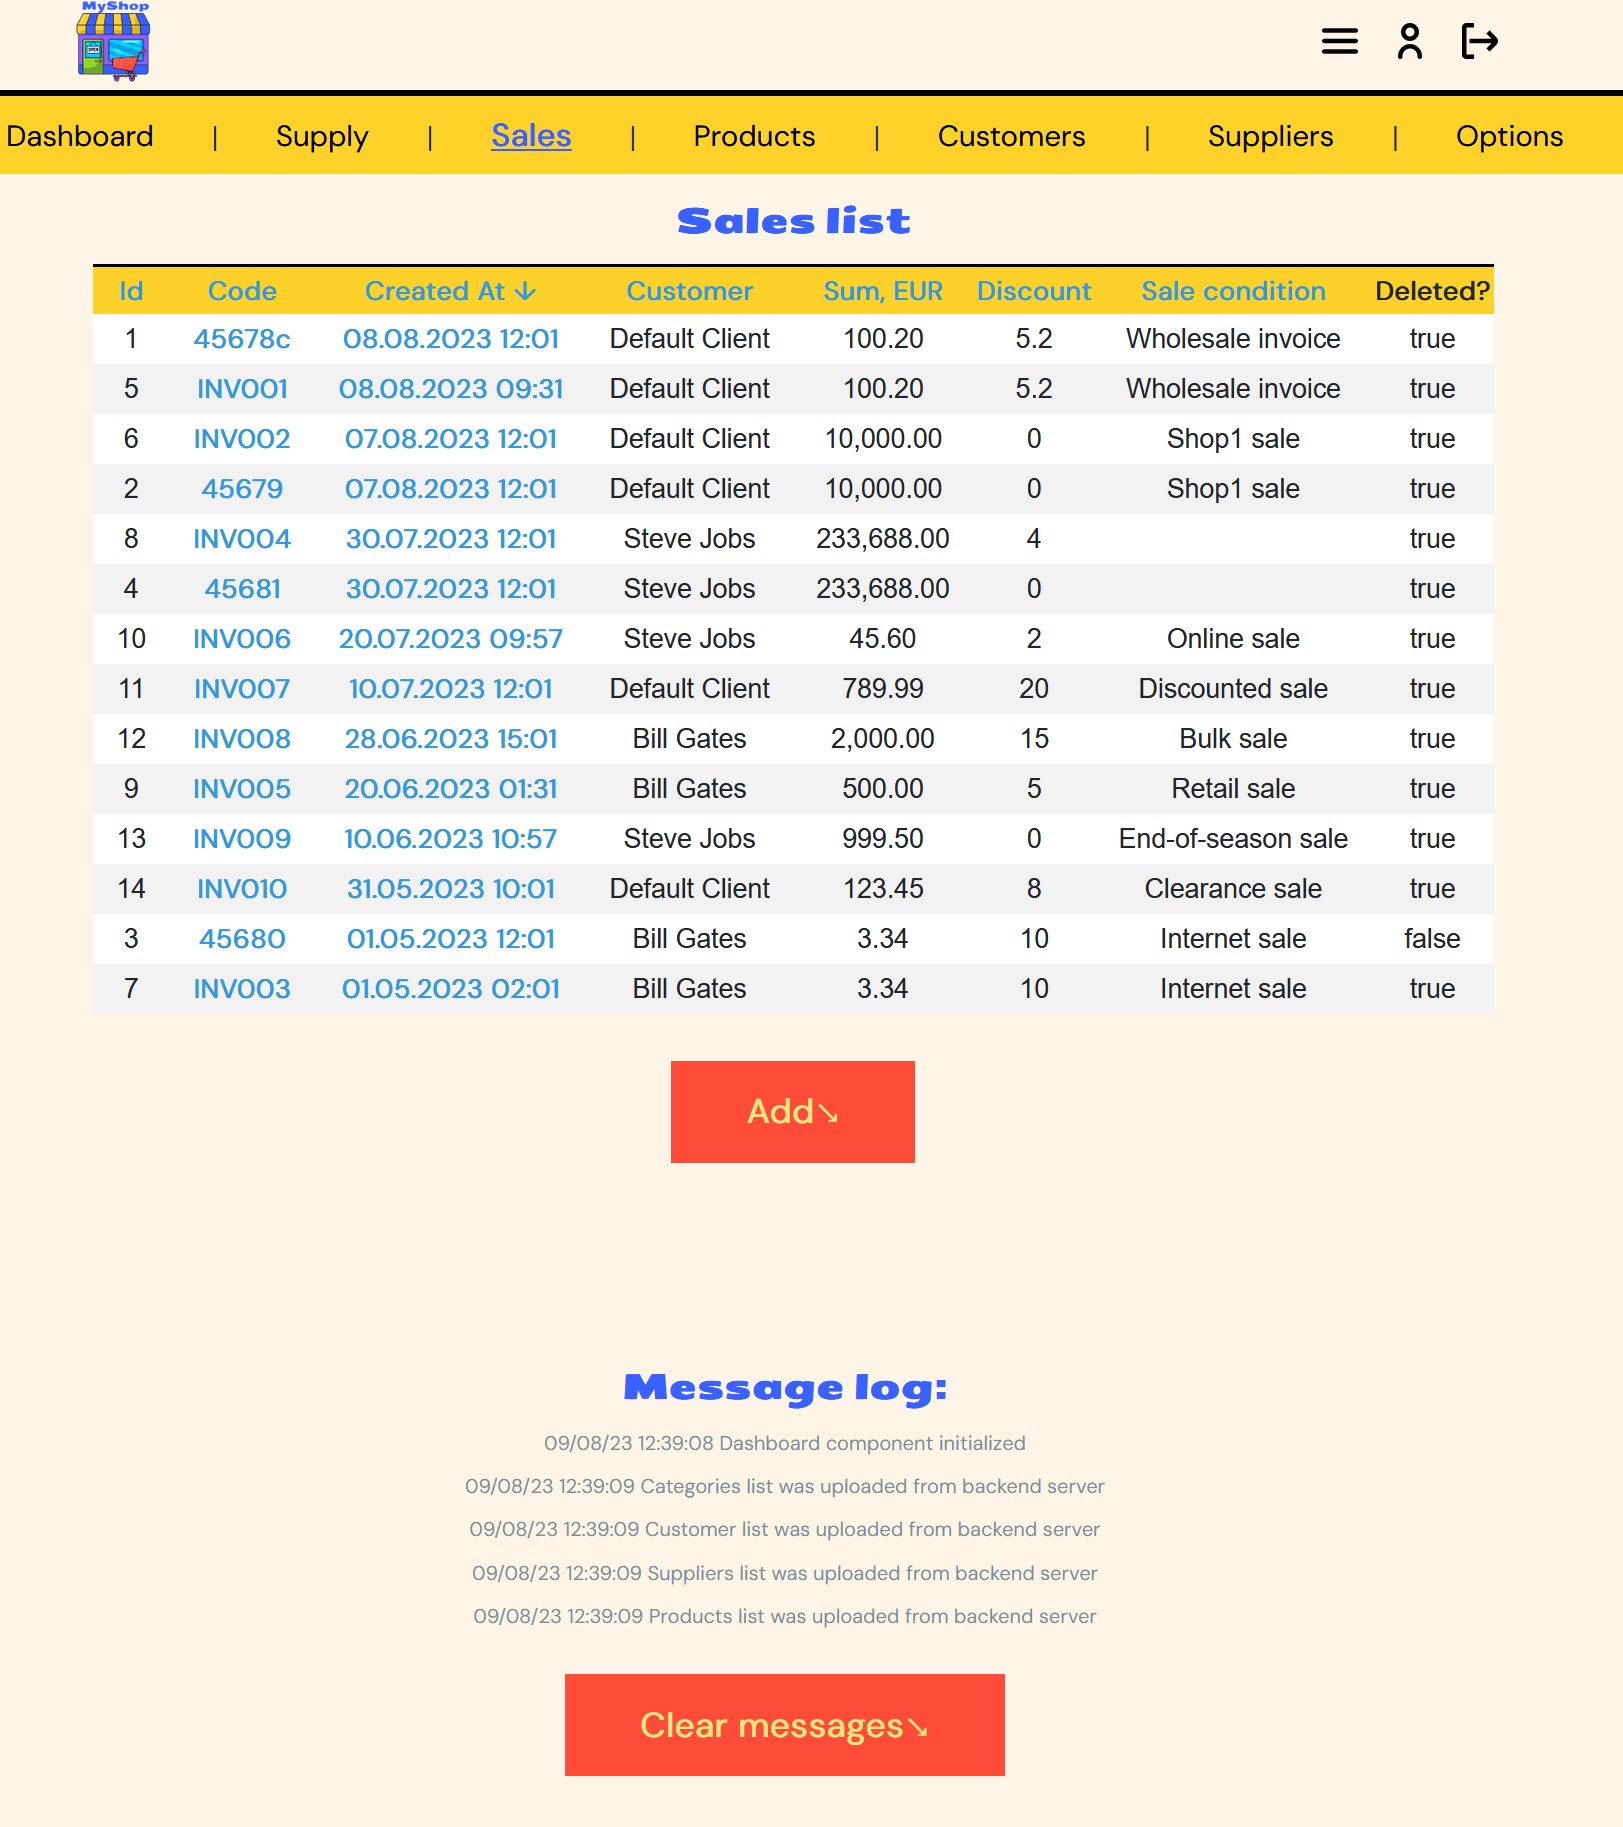 MyShop
OPEN
Dashboard | Supply | Sales | Products | Customers | Suppliers | Options
Sales list
Id Code Created At ↓ Customer Sum, EUR Discount Sale condition Deleted?
1 45678c 08.08.2023 12:01 Default Client 100.20 5.2 Wholesale invoice true
5 INV001 08.08.2023 09:31 Default Client 100.20 5.2 Wholesale invoice true
6 INV002 07.08.2023 12:01 Default Client 10,000.00 0 Shop1 sale true
2 45679 07.08.2023 12:01 Default Client 10,000.00 0 Shop1 sale true
8 INV004 30.07.2023 12:01 Steve Jobs 233,688.00 4 true
4 45681 30.07.2023 12:01 Steve Jobs 233,688.00 0 true
10 INV006 20.07.2023 09:57 Steve Jobs 45.60 2 Online sale true
11 INV007 10.07.2023 12:01 Default Client 789.99 20 Discounted sale true
12 INV008 28.06.2023 15:01 Bill Gates 2,000.00 15 Bulk sale true
9 INV005 20.06.2023 01:31 Bill Gates 500.00 5 Retail sale true
13 INV009 10.06.2023 10:57 Steve Jobs 999.50 0 End-of-season sale true
14 INV010 31.05.2023 10:01 Default Client 123.45 8 Clearance sale true
3 45680 01.05.2023 12:01 Bill Gates 3.34 10 Internet sale false
7 INV003 01.05.2023 02:01 Bill Gates 3.34 10 Internet sale true
Add↘
Message log:
09/08/23 12:39:08 Dashboard component initialized
09/08/23 12:39:09 Categories list was uploaded from backend server
09/08/23 12:39:09 Customer list was uploaded from backend server
09/08/23 12:39:09 Suppliers list was uploaded from backend server
09/08/23 12:39:09 Products list was uploaded from backend server
Clear messages↘